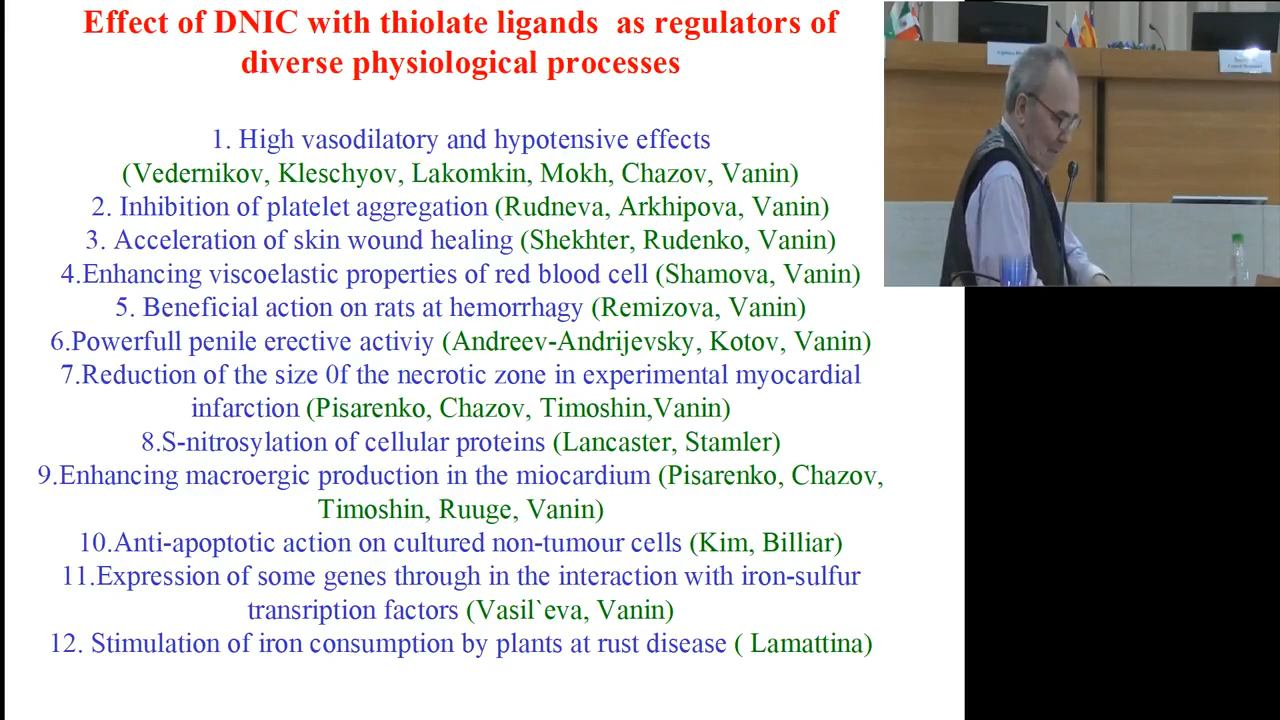 Effect of DNIC with thiolate ligands as regulators of
diverse physiological processes
1. High vasodilatory and hypotensive effects
(Vedernikov, Kleschyov, Lakomkin, Mokh, Chazov, Vanin)
2. Inhibition of platelet aggregation (Rudneva, Arkhipova, Vanin)
3. Acceleration of skin wound healing (Shekhter, Rudenko, Vanin)
4.Enhancing viscoelastic properties of red blood cell (Shamova, Vanin)
5. Beneficial action on rats at hemorrhagy (Remizova, Vanin)
6.Powerfull penile erective activiy (Andreev-Andrijevsky, Kotov, Vanin)
7.Reduction of the size 0f the necrotic zone in experimental myocardial
infarction (Pisarenko, Chazov, Timoshin,Vanin)
8.S-nitrosylation of cellular proteins (Lancaster, Stamler)
9.Enhancing macroergic production in the miocardium (Pisarenko, Chazov,
Timoshin, Ruuge, Vanin)
10.Anti-apoptotic action on cultured non-tumour cells (Kim, Billiar)
11.Expression of some genes through in the interaction with iron-sulfur
transription factors (Vasil`eva, Vanin)
12. Stimulation of iron consumption by plants at rust disease ( Lamattina)